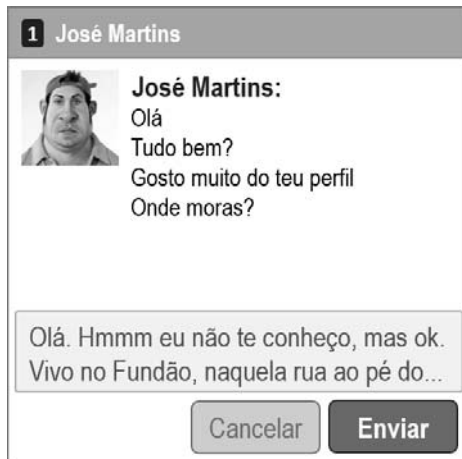 1 José Martins
José Martins:
Olá
Tudo bem?
Gosto muito do teu perfil
Onde moras?
Olá. Hmmm eu não te conheço, mas ok.
Vivo no Fundão, naquela rua ao pé do...
Cancelar Enviar